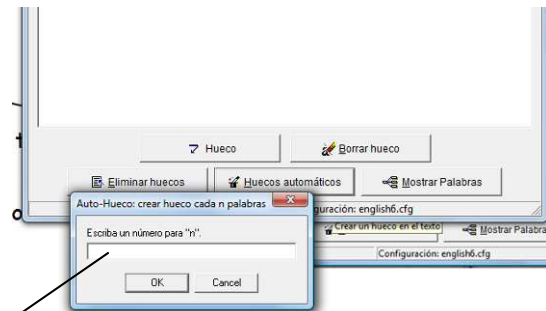 Hueco
Borrar hueco
Eliminar huecos
Huecos automáticos
Mostrar Palabras
Auto-Hueco: crear hueco cada n palabras
guración: english6.cfg
Escriba un número para "n".
Crear un hueco en el texto
Mostrar Palabra
OK
Cancel
Configuración: english6.cfg